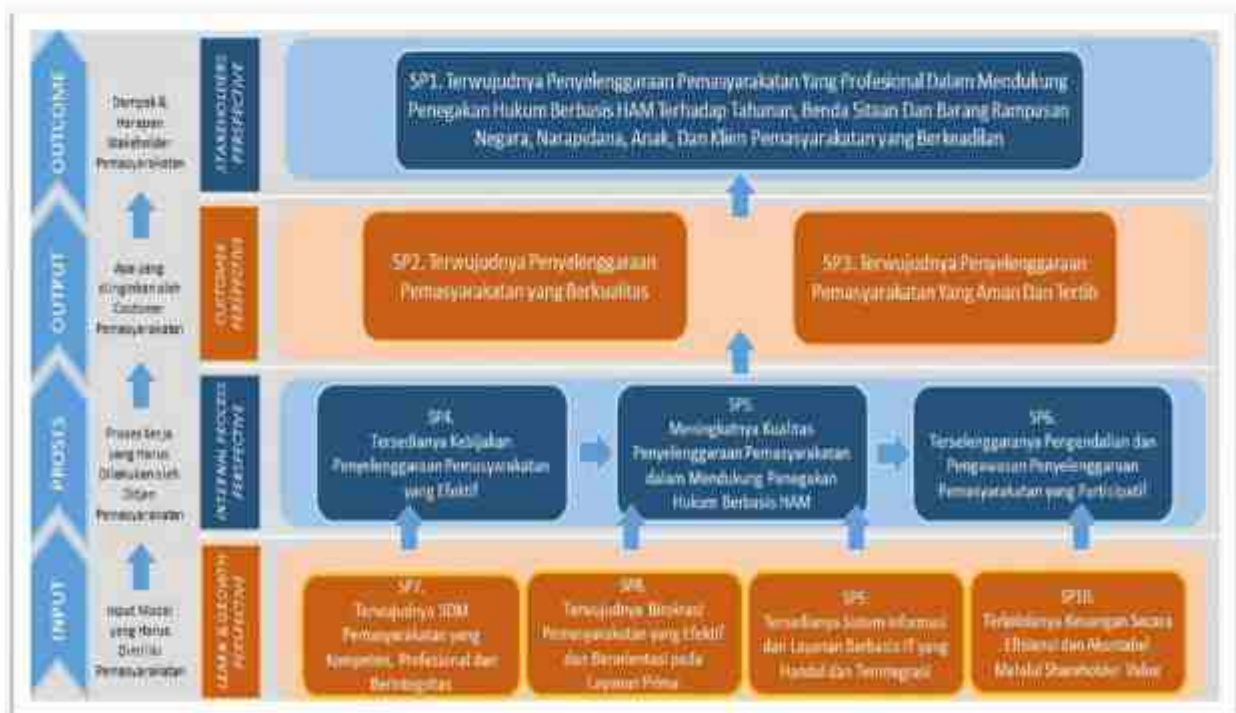 OUTCOME
Dampak &
Harapan
Stakeholder
Pemasyarakatan
STAKEHOLDERS
PERSPECTIVE
SP1. Terwujudnya Penyelenggaraan Pemasyarakatan Yang Profesional Dalam Mendukung
Penegakan Hukum Berbasis HAM Terhadap Tahanan, Benda Sitaan Dan Barang Rampasan
Negara, Narapidana, Anak, Dan Klien Pemasyarakatan yang Berkeadilan
OUTPUT
Apa yang
diinginkan oleh
Customer
Pemasyarakatan
CUSTOMER
PERSPECTIVE
SP2. Terwujudnya Penyelenggaraan
Pemasyarakatan yang Berkualitas
SP3. Terwujudnya Penyelenggaraan
Pemasyarakatan Yang Aman Dan Tertib
PROSES
Proses Kerja
yang Harus
Dilakukan oleh
Ditjen
Pemasyarakatan
INTERNAL PROCESS
PERSPECTIVE
SP4.
Tersedianya Kebijakan
Penyelenggaraan Pemasyarakatan
yang Efektif
SP5.
Meningkatnya Kualitas
Penyelenggaraan Pemasyarakatan
dalam Mendukung Penegakan
Hukum Berbasis HAM
SP6.
Terselenggaranya Pengendalian dan
Pengawasan Penyelenggaraan
Pemasyarakatan yang Participatif
INPUT
Input Model
yang Harus
Dimiliki
Pemasyarakatan
LEARN & GROWTH
PERSPECTIVE
SP7.
Terwujudnya SDM
Pemasyarakatan yang
Kompeten, Profesional dan
Berintegritas
SP8.
Terwujudnya Birokrasi
Pemasyarakatan yang Efektif
dan Berorientasi pada
Layanan Prima
SP9.
Tersedianya Sistem Informasi
dan Layanan Berbasis IT yang
Handal dan Terintegrasi
SP10.
Terkelolanya Keuangan Secara
Efisiensi dan Akuntabel
Melalui Shareholder Value